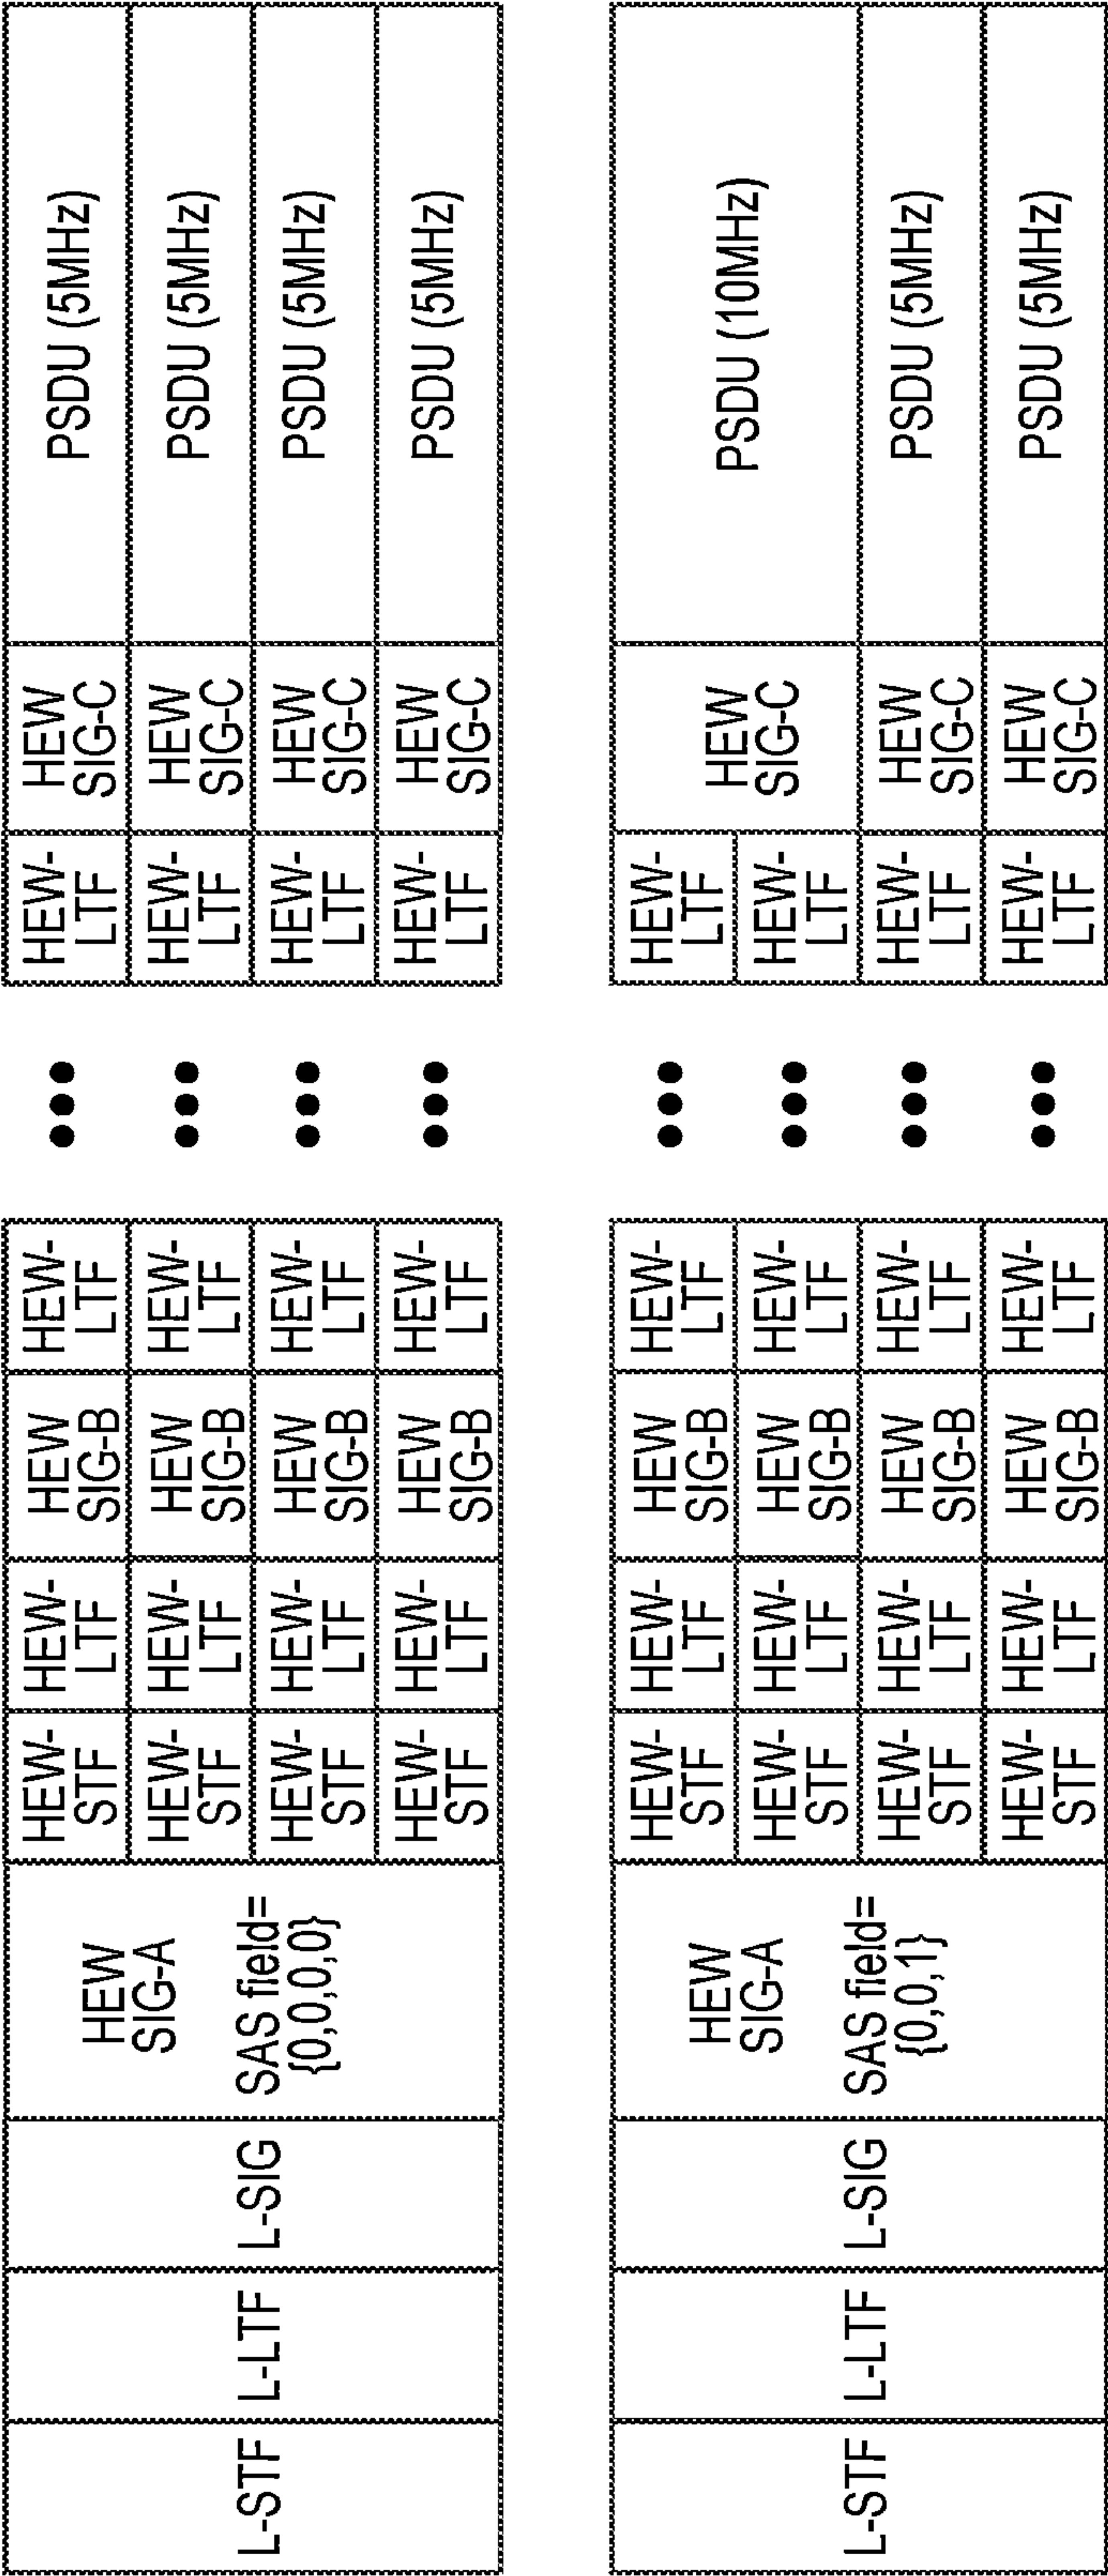 L-STF
L-LTF
L-SIG
HEW
SIG-A
SAS field=
{0,0,0,0}
HEW-
STF
HEW-
STF
HEW-
STF
HEW-
STF
HEW-
LTF
HEW-
LTF
HEW-
LTF
HEW-
LTF
HEW
SIG-B
HEW
SIG-B
HEW
SIG-B
HEW
SIG-B
HEW-
LTF
HEW-
LTF
HEW-
LTF
HEW-
LTF
HEW-
LTF
HEW-
LTF
HEW-
LTF
HEW-
LTF
HEW
SIG-C
HEW
SIG-C
HEW
SIG-C
HEW
SIG-C
PSDU (5MHz)
PSDU (5MHz)
PSDU (5MHz)
PSDU (5MHz)
L-STF
L-LTF
L-SIG
HEW
SIG-A
SAS field=
{0,0,1}
HEW-
STF
HEW-
STF
HEW-
STF
HEW-
STF
HEW-
LTF
HEW-
LTF
HEW-
LTF
HEW-
LTF
HEW
SIG-B
HEW
SIG-B
HEW
SIG-B
HEW
SIG-B
HEW-
LTF
HEW-
LTF
HEW-
LTF
HEW-
LTF
HEW-
LTF
HEW-
LTF
HEW-
LTF
HEW-
LTF
HEW
SIG-C
HEW
SIG-C
HEW
SIG-C
PSDU (10MHz)
PSDU (5MHz)
PSDU (5MHz)